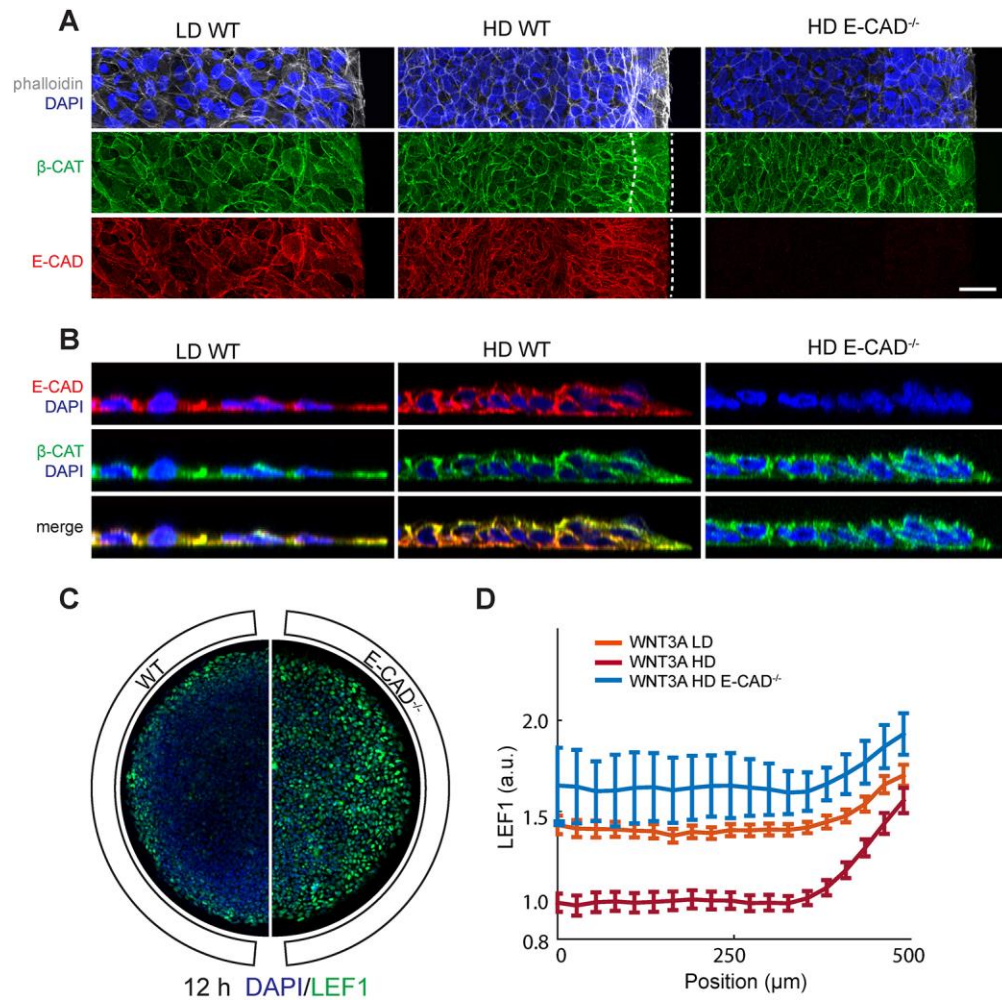 A
LD WT
HD WT
HD E-CAD-/-
phalloidin
DAPI
β-CAT
E-CAD
B
LD WT
HD WT
HD E-CAD-/-
E-CAD
DAPI
β-CAT
DAPI
merge
C
WT
E-CAD-/-
12 h DAPI/LEF1
D
WNT3A LD
WNT3A HD
WNT3A HD E-CAD-/-
LEF1 (a.u.)
2.0
1.5
1.0
0.8
0
250
500
Position (µm)